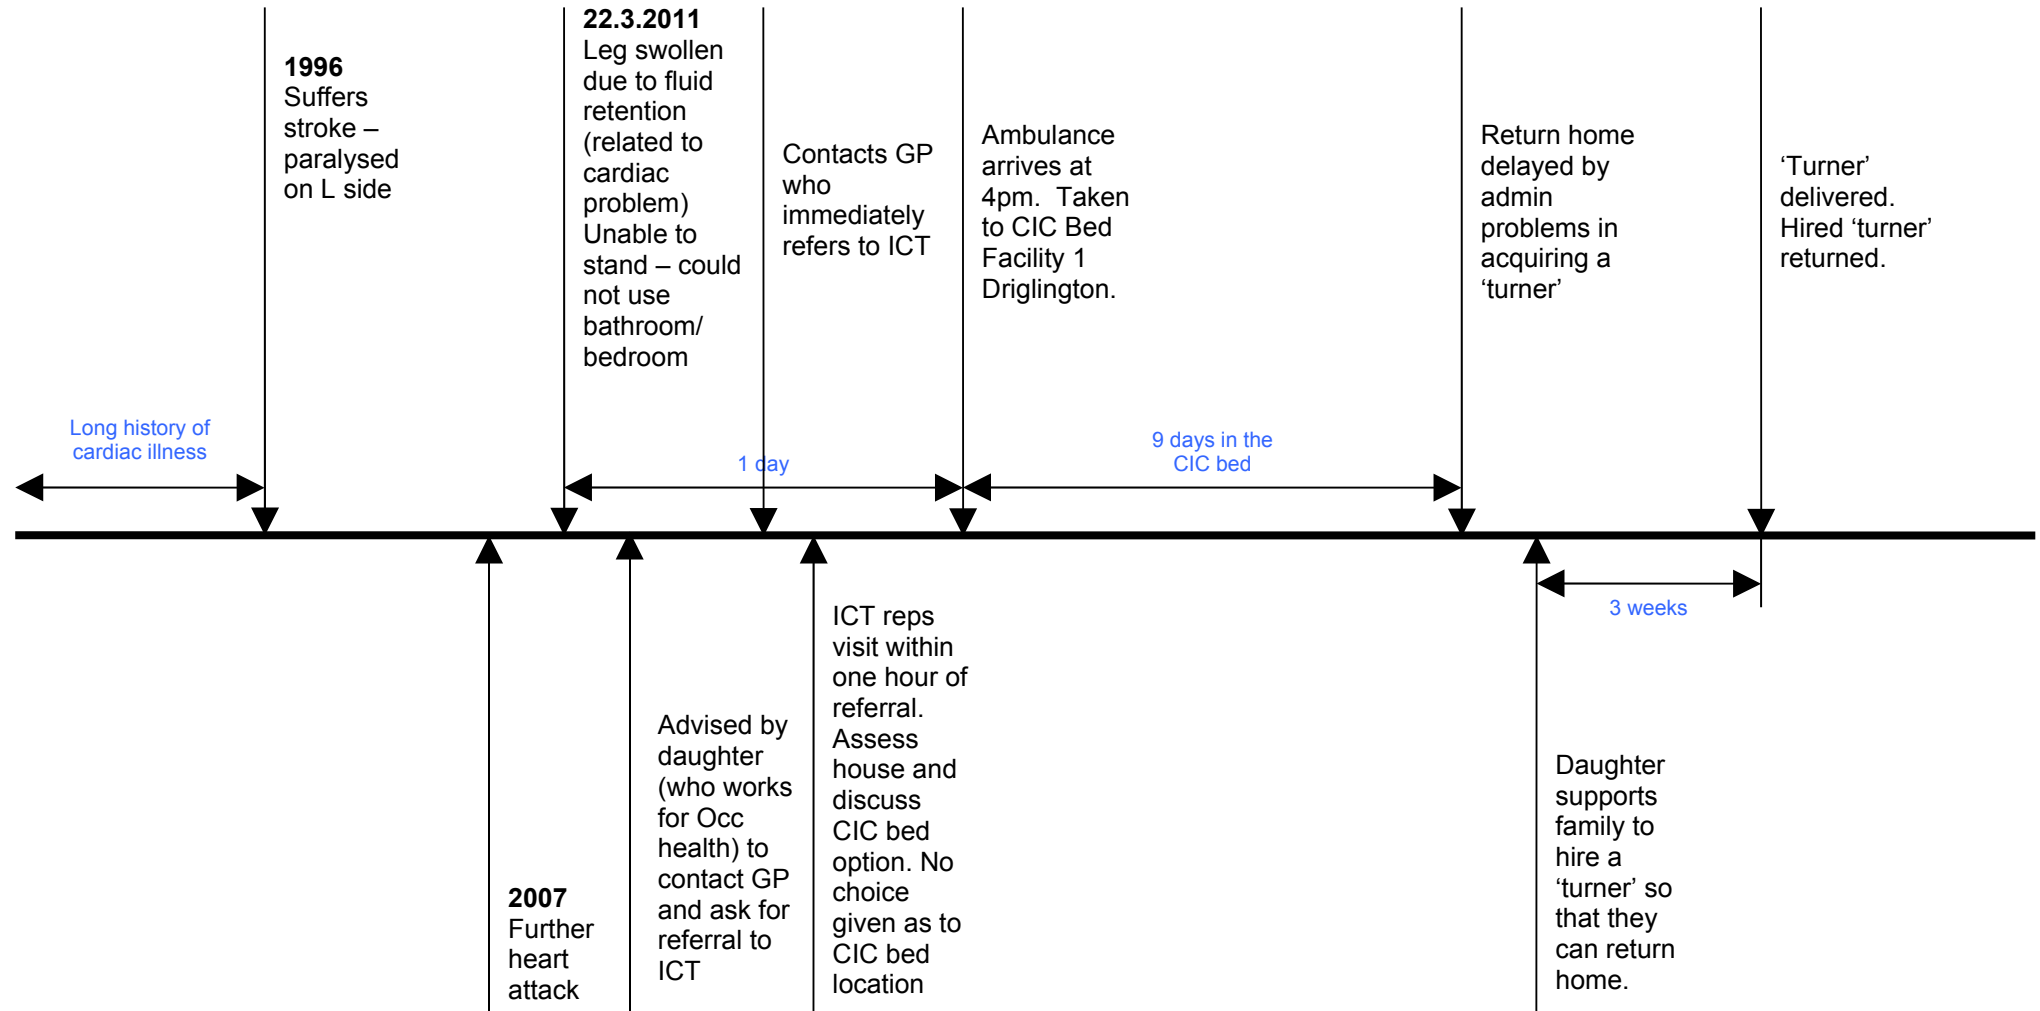 1996
Suffers
stroke –
paralysed
on L side
22.3.2011
Leg swollen
due to fluid
retention
(related to
cardiac
problem)
Unable to
stand – could
not use
bathroom/
bedroom
Contacts GP
who
immediately
refers to ICT
Ambulance
arrives at
4pm.  Taken
to CIC Bed
Facility 1
Driglington.
Return home
delayed by
admin
problems in
acquiring a
‘turner’
‘Turner’
delivered.
Hired ‘turner’
returned.
Long history of
cardiac illness
1 day
9 days in the
CIC bed
3 weeks
2007
Further
heart
attack
Advised by
daughter
(who works
for Occ
health) to
contact GP
and ask for
referral to
ICT
ICT reps
visit within
one hour of
referral.
Assess
house and
discuss
CIC bed
option. No
choice
given as to
CIC bed
location
Daughter
supports
family to
hire a
‘turner’ so
that they
can return
home.